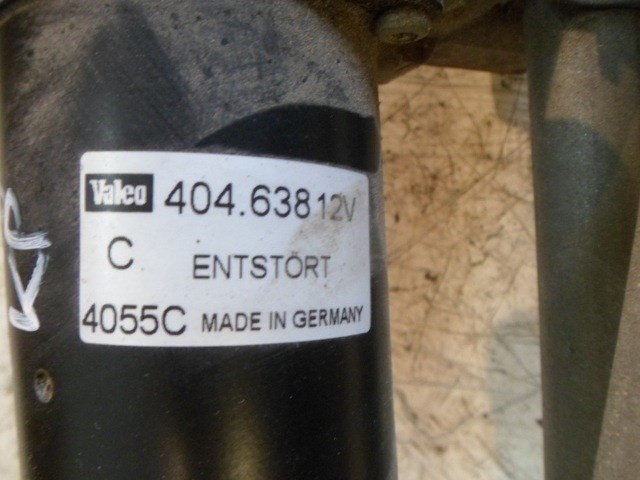 Valeo 404.638 12V
C ENTSTÖRT
4055C MADE IN GERMANY